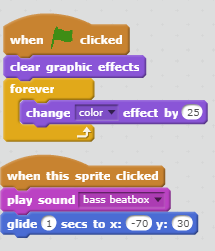 when clicked
clear graphic effects
forever
change color effect by 25
when this sprite clicked
play sound bass beatbox
glide 1 secs to x: -70 y: 30